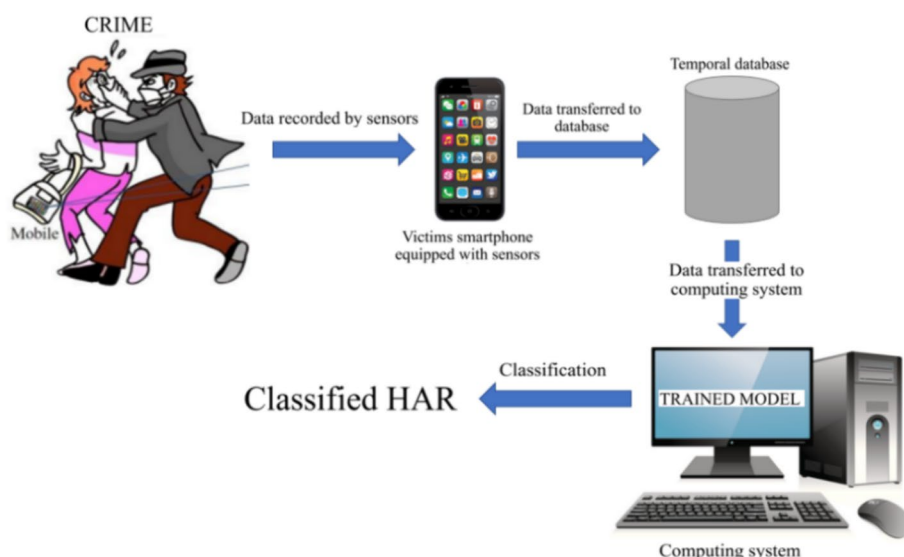 CRIME
Mobile
Data recorded by sensors
Victims smartphone
equipped with sensors
Data transferred to
database
Temporal database
Data transferred to
computing system
TRAINED MODEL
Computing system
Classification
Classified HAR